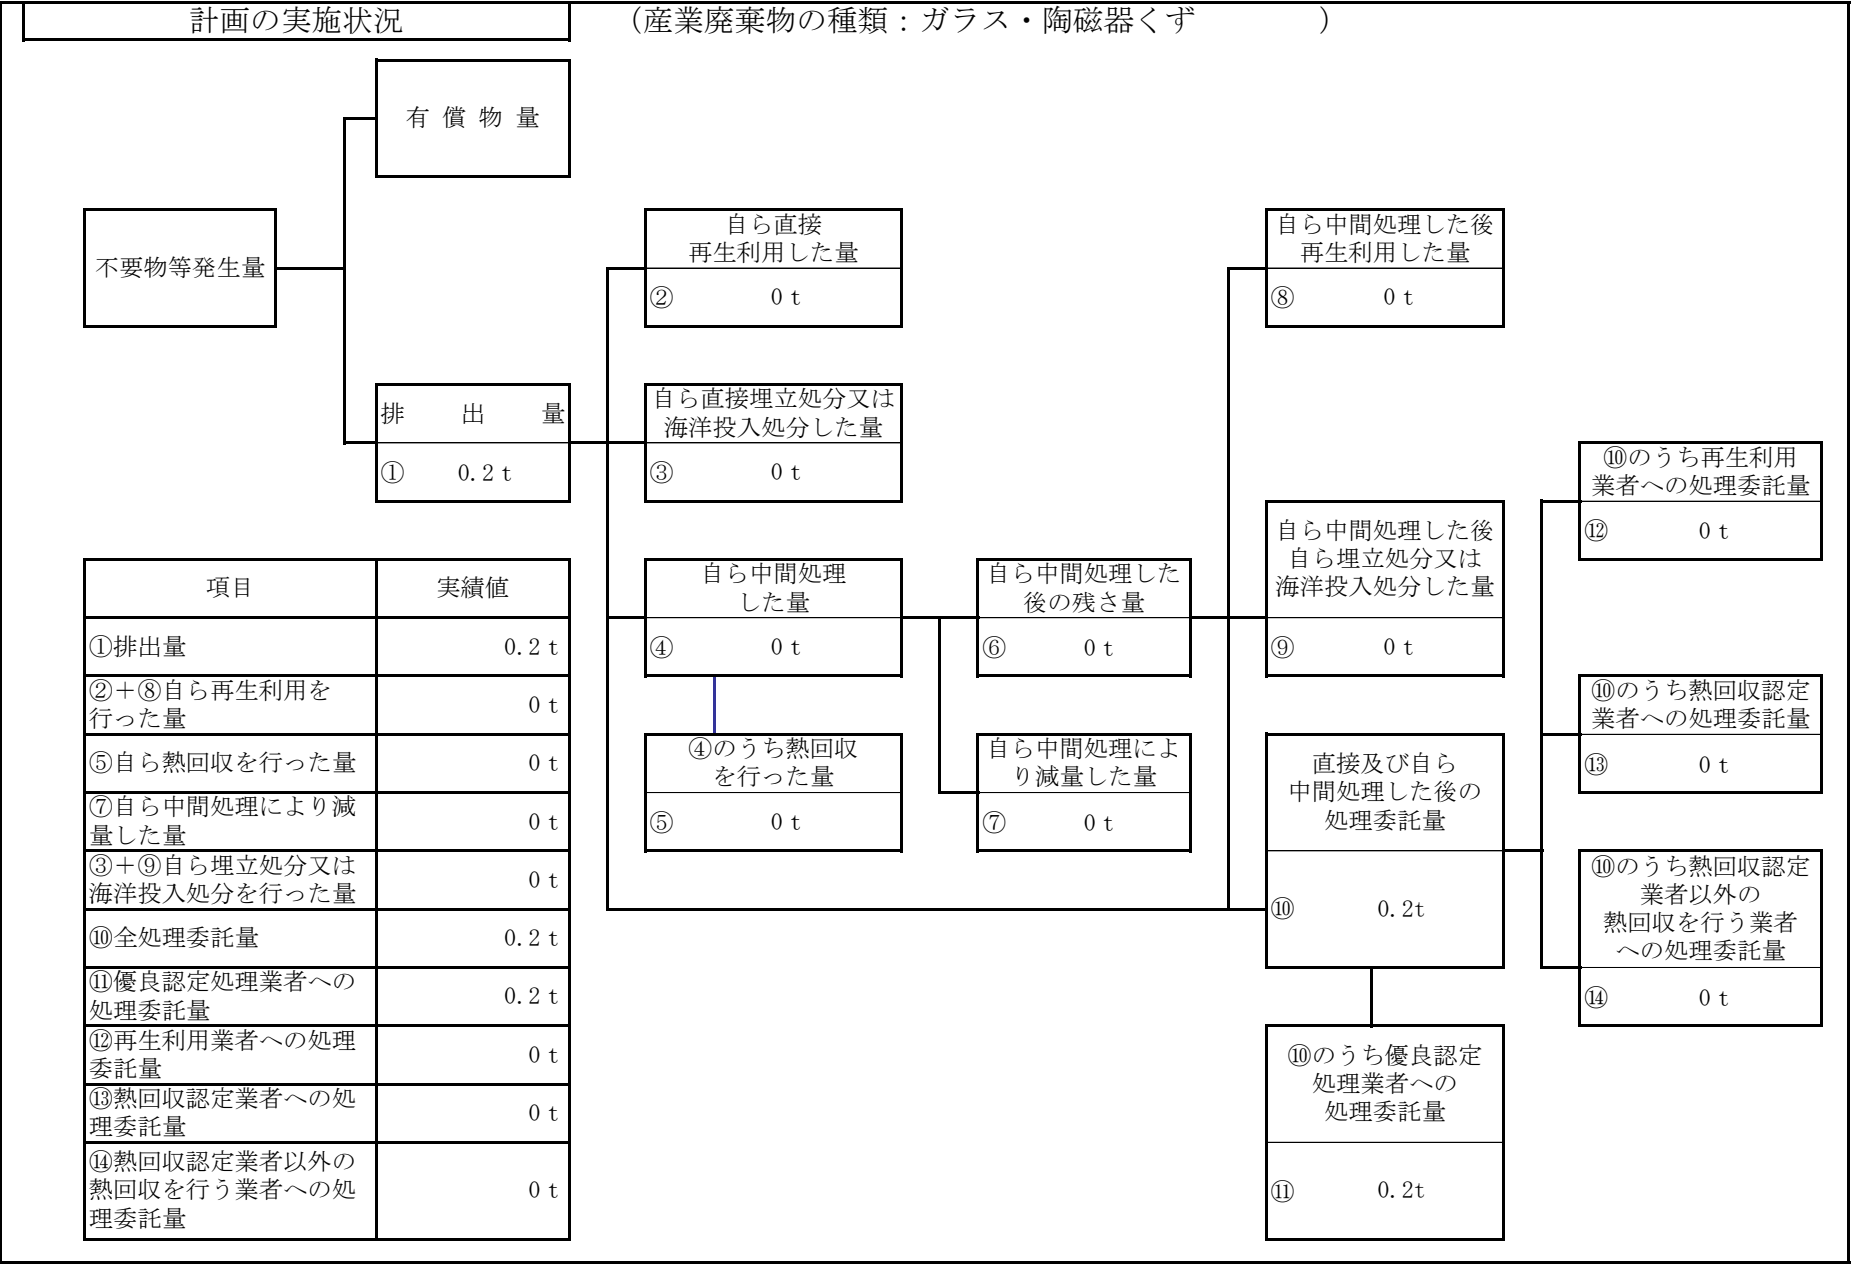 計画の実施状況
（産業廃棄物の種類：ガラス・陶磁器くず　　　　）
有 償 物 量
不要物等発生量
排 出 量
① 0.2ｔ
自ら直接
再生利用した量
② 0ｔ
自ら直接埋立処分又は
海洋投入処分した量
③ 0ｔ
自ら中間処理
した量
④ 0ｔ
④のうち熱回収
を行った量
⑤ 0ｔ
自ら中間処理した
後の残さ量
⑥ 0ｔ
自ら中間処理によ
り減量した量
⑦ 0ｔ
自ら中間処理した後
再生利用した量
⑧ 0ｔ
自ら中間処理した後
自ら埋立処分又は
海洋投入処分した量
⑨ 0ｔ
直接及び自ら
中間処理した後の
処理委託量
⑩ 0.2t
⑩のうち優良認定
処理業者への
処理委託量
⑪ 0.2t
⑩のうち再生利用
業者への処理委託量
⑫ 0ｔ
⑩のうち熱回収認定
業者への処理委託量
⑬ 0ｔ
⑩のうち熱回収認定
業者以外の
熱回収を行う業者
への処理委託量
⑭ 0ｔ
項目 実績値
①排出量 0.2ｔ
②＋⑧自ら再生利用を
行った量 0ｔ
⑤自ら熱回収を行った量 0ｔ
⑦自ら中間処理により減
量した量 0ｔ
③＋⑨自ら埋立処分又は
海洋投入処分を行った量 0ｔ
⑩全処理委託量 0.2ｔ
⑪優良認定処理業者への
処理委託量 0.2ｔ
⑫再生利用業者への処理
委託量 0ｔ
⑬熱回収認定業者への処
理委託量 0ｔ
⑭熱回収認定業者以外の
熱回収を行う業者への処
理委託量 0ｔ